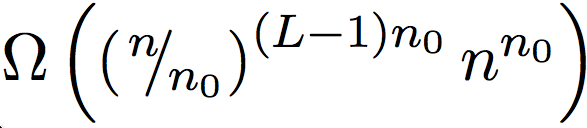 Ω((n/n₀)^{(L−1)n₀} n^{n₀})